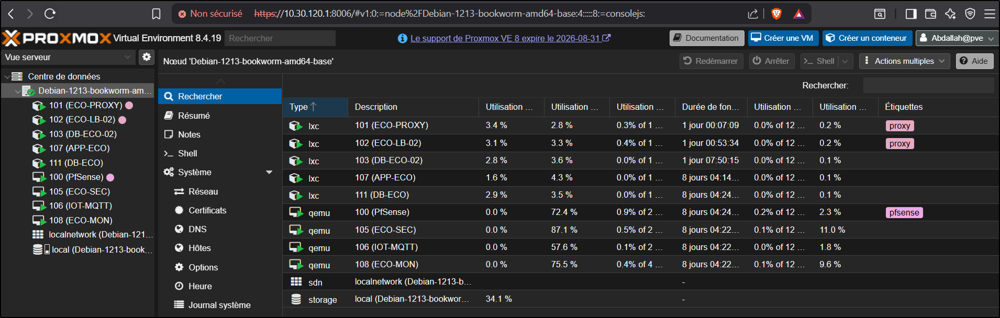 Non sécurisé https://10.30.120.1:8006/#v1:0:=node%2FDebian-1213-bookworm-amd64-base:4:::::8:=consolejs:
PROXMOX Virtual Environment 8.4.19 Rechercher Le support de Proxmox VE 8 expire le 2026-08-31 Documentation Créer une VM Créer un conteneur Abdallah@pve
Vue serveur
Nœud 'Debian-1213-bookworm-amd64-base' Redémarrer Arrêter Shell Actions multiples Aide
Centre de données
Debian-1213-bookworm-am...
101 (ECO-PROXY)
102 (ECO-LB-02)
103 (DB-ECO-02)
107 (APP-ECO)
111 (DB-ECO)
100 (PfSense)
105 (ECO-SEC)
106 (IOT-MQTT)
108 (ECO-MON)
localnetwork (Debian-121...
local (Debian-1213-book...
Rechercher
Résumé
Notes
Shell
Système
Réseau
Certificats
DNS
Hôtes
Options
Heure
Journal système
Rechercher:
Type Description Utilisation ... Utilisation ... Utilisation ... Durée de fon... Utilisation ... Utilisation ... Étiquettes
lxc 101 (ECO-PROXY) 3.4 % 2.8 % 0.3% of 1 ... 1 jour 00:07:09 0.0% of 12 ... 0.2 % proxy
lxc 102 (ECO-LB-02) 3.1 % 3.3 % 0.4% of 1 ... 1 jour 00:53:34 0.0% of 12 ... 0.2 % proxy
lxc 103 (DB-ECO-02) 2.8 % 3.6 % 0.0% of 1 ... 1 jour 07:50:15 0.0% of 12 ... 0.1 %
lxc 107 (APP-ECO) 1.6 % 4.3 % 0.0% of 1 ... 8 jours 04:14... 0.0% of 12 ... 0.1 %
lxc 111 (DB-ECO) 2.9 % 3.5 % 0.0% of 1 ... 8 jours 04:24... 0.0% of 12 ... 0.1 %
qemu 100 (PfSense) 0.0 % 72.4 % 0.9% of 2 ... 8 jours 04:24... 0.2% of 12 ... 2.3 % pfsense
qemu 105 (ECO-SEC) 0.0 % 87.1 % 0.5% of 2 ... 8 jours 04:22... 0.1% of 12 ... 11.0 %
qemu 106 (IOT-MQTT) 0.0 % 57.6 % 0.1% of 2 ... 8 jours 04:22... 0.0% of 12 ... 1.8 %
qemu 108 (ECO-MON) 0.0 % 75.5 % 0.4% of 4 ... 8 jours 04:22... 0.1% of 12 ... 9.6 %
sdn localnetwork (Debian-1213-b... -
storage local (Debian-1213-bookwor... 34.1 % -